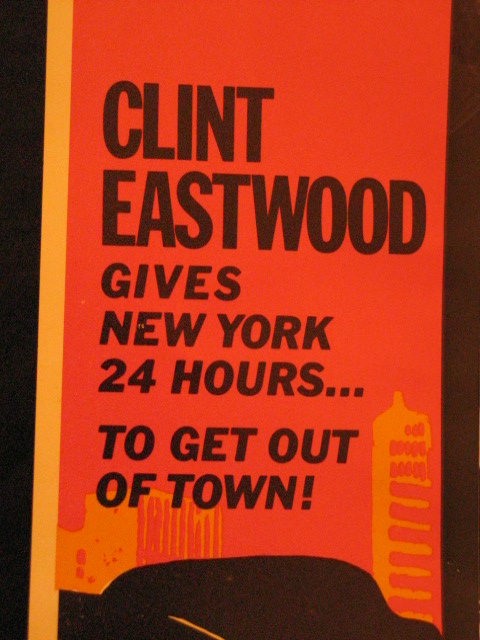 CLINT
EASTWOOD
GIVES
NEW YORK
24 HOURS...
TO GET OUT
OF TOWN!